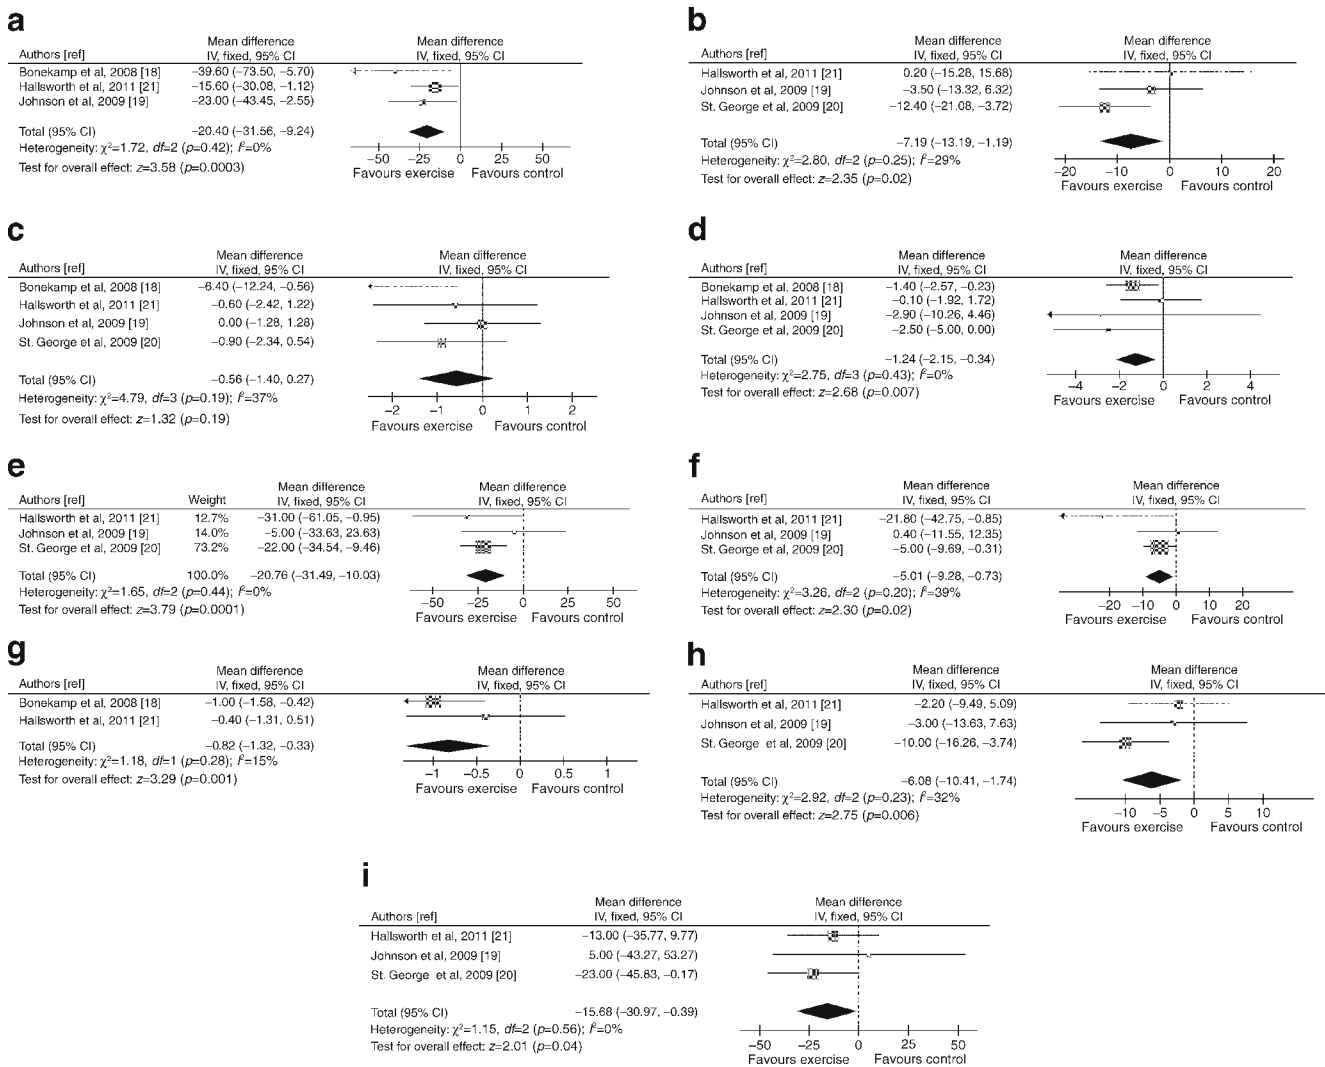 a
Mean difference Mean difference
Authors [ref] IV, fixed, 95% CI IV, fixed, 95% CI
Bonekamp et al, 2008 [18] −39.60 (−73.50, −5.70)
Hallsworth et al, 2011 [21] −15.60 (−30.08, −1.12)
Johnson et al, 2009 [19] −23.00 (−43.45, −2.55)
Total (95% CI) −20.40 (−31.56, −9.24)
Heterogeneity: χ²=1.72, df=2 (p=0.42); I²=0%
Test for overall effect: z=3.58 (p=0.0003)
−50 −25 0 25 50
Favours exercise Favours control
b
Mean difference Mean difference
Authors [ref] IV, fixed, 95% CI IV, fixed, 95% CI
Hallsworth et al, 2011 [21] 0.20 (−15.28, 15.68)
Johnson et al, 2009 [19] −3.50 (−13.32, 6.32)
St. George et al, 2009 [20] −12.40 (−21.08, −3.72)
Total (95% CI) −7.19 (−13.19, −1.19)
Heterogeneity: χ²=2.80, df=2 (p=0.25); I²=29%
Test for overall effect: z=2.35 (p=0.02)
−20 −10 0 10 20
Favours exercise Favours control
c
Mean difference Mean difference
Authors [ref] IV, fixed, 95% CI IV, fixed, 95% CI
Bonekamp et al, 2008 [18] −6.40 (−12.24, −0.56)
Hallsworth et al, 2011 [21] −0.60 (−2.42, 1.22)
Johnson et al, 2009 [19] 0.00 (−1.28, 1.28)
St. George et al, 2009 [20] −0.90 (−2.34, 0.54)
Total (95% CI) −0.56 (−1.40, 0.27)
Heterogeneity: χ²=4.79, df=3 (p=0.19); I²=37%
Test for overall effect: z=1.32 (p=0.19)
−2 −1 0 1 2
Favours exercise Favours control
d
Mean difference Mean difference
Authors [ref] IV, fixed, 95% CI IV, fixed, 95% CI
Bonekamp et al, 2008 [18] −1.40 (−2.57, −0.23)
Hallsworth et al, 2011 [21] −0.10 (−1.92, 1.72)
Johnson et al, 2009 [19] −2.90 (−10.26, 4.46)
St. George et al, 2009 [20] −2.50 (−5.00, 0.00)
Total (95% CI) −1.24 (−2.15, −0.34)
Heterogeneity: χ²=2.75, df=3 (p=0.43); I²=0%
Test for overall effect: z=2.68 (p=0.007)
−4 −2 0 2 4
Favours exercise Favours control
e
Mean difference Mean difference
Authors [ref] Weight IV, fixed, 95% CI IV, fixed, 95% CI
Hallsworth et al, 2011 [21] 12.7% −31.00 (−61.05, −0.95)
Johnson et al, 2009 [19] 14.0% −5.00 (−33.63, 23.63)
St. George et al, 2009 [20] 73.2% −22.00 (−34.54, −9.46)
Total (95% CI) 100.0% −20.76 (−31.49, −10.03)
Heterogeneity: χ²=1.65, df=2 (p=0.44); I²=0%
Test for overall effect: z=3.79 (p=0.0001)
−50 −25 0 25 50
Favours exercise Favours control
f
Mean difference Mean difference
Authors [ref] IV, fixed, 95% CI IV, fixed, 95% CI
Hallsworth et al, 2011 [21] −21.80 (−42.75, −0.85)
Johnson et al, 2009 [19] 0.40 (−11.55, 12.35)
St. George et al, 2009 [20] −5.00 (−9.69, −0.31)
Total (95% CI) −5.01 (−9.28, −0.73)
Heterogeneity: χ²=3.26, df=2 (p=0.20); I²=39%
Test for overall effect: z=2.30 (p=0.02)
−20 −10 0 10 20
Favours exercise Favours control
g
Mean difference Mean difference
Authors [ref] IV, fixed, 95% CI IV, fixed, 95% CI
Bonekamp et al, 2008 [18] −1.00 (−1.58, −0.42)
Hallsworth et al, 2011 [21] −0.40 (−1.31, 0.51)
Total (95% CI) −0.82 (−1.32, −0.33)
Heterogeneity: χ²=1.18, df=1 (p=0.28); I²=15%
Test for overall effect: z=3.29 (p=0.001)
−1 −0.5 0 0.5 1
Favours exercise Favours control
h
Mean difference Mean difference
Authors [ref] IV, fixed, 95% CI IV, fixed, 95% CI
Hallsworth et al, 2011 [21] −2.20 (−9.49, 5.09)
Johnson et al, 2009 [19] −3.00 (−13.63, 7.63)
St. George et al, 2009 [20] −10.00 (−16.26, −3.74)
Total (95% CI) −6.08 (−10.41, −1.74)
Heterogeneity: χ²=2.92, df=2 (p=0.23); I²=32%
Test for overall effect: z=2.75 (p=0.006)
−10 −5 0 5 10
Favours exercise Favours control
i
Mean difference Mean difference
Authors [ref] IV, fixed, 95% CI IV, fixed, 95% CI
Hallsworth et al, 2011 [21] −13.00 (−35.77, 9.77)
Johnson et al, 2009 [19] 5.00 (−43.27, 53.27)
St. George et al, 2009 [20] −23.00 (−45.83, −0.17)
Total (95% CI) −15.68 (−30.97, −0.39)
Heterogeneity: χ²=1.15, df=2 (p=0.56); I²=0%
Test for overall effect: z=2.01 (p=0.04)
−50 −25 0 25 50
Favours exercise Favours control